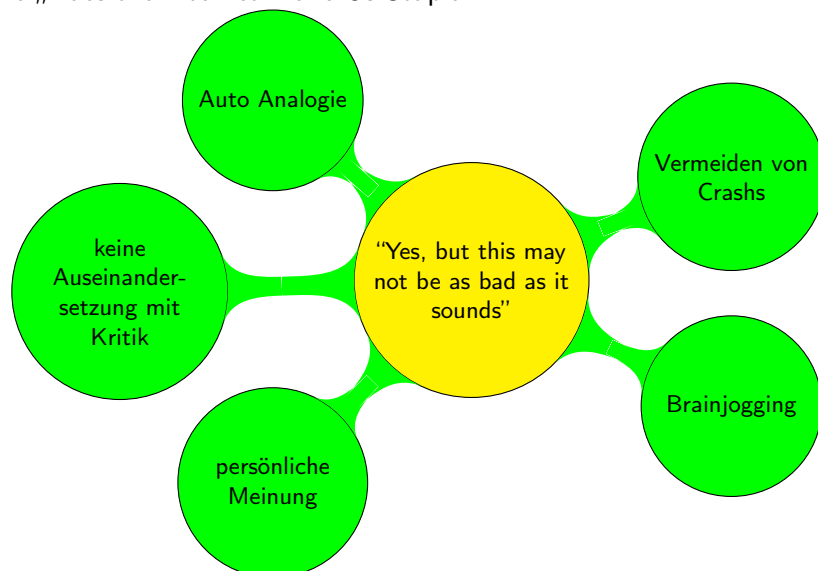 Auto Analogie
Vermeiden von
Crashs
keine
Auseinander-
setzung mit
Kritik
“Yes, but this may
not be as bad as it
sounds”
Brainjogging
persönliche
Meinung